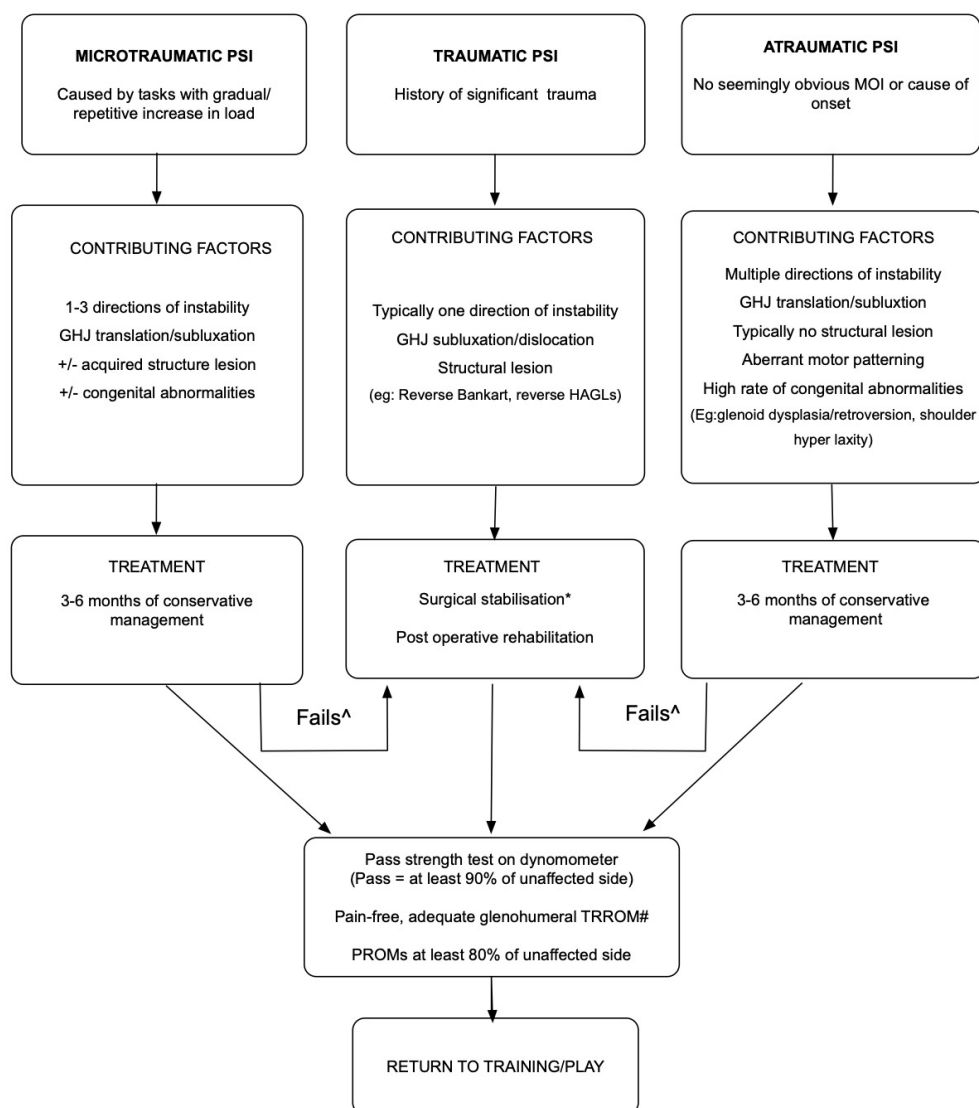 MICROTRAUMATIC PSI
Caused by tasks with gradual/
repetitive increase in load
TRAUMATIC PSI
History of significant trauma
ATRAUMATIC PSI
No seemingly obvious MOI or cause of
onset
CONTRIBUTING FACTORS
1-3 directions of instability
GHJ translation/subluxation
+/- acquired structure lesion
+/- congenital abnormalities
CONTRIBUTING FACTORS
Typically one direction of instability
GHJ subluxation/dislocation
Structural lesion
(eg: Reverse Bankart, reverse HAGLs)
CONTRIBUTING FACTORS
Multiple directions of instability
GHJ translation/subluxtion
Typically no structural lesion
Aberrant motor patterning
High rate of congenital abnormalities
(Eg:glenoid dysplasia/retroversion, shoulder
hyper laxity)
TREATMENT
3-6 months of conservative
management
TREATMENT
Surgical stabilisation*
Post operative rehabilitation
TREATMENT
3-6 months of conservative
management
Fails^
Fails^
Pass strength test on dynomometer
(Pass = at least 90% of unaffected side)
Pain-free, adequate glenohumeral TRROM#
PROMs at least 80% of unaffected side
RETURN TO TRAINING/PLAY